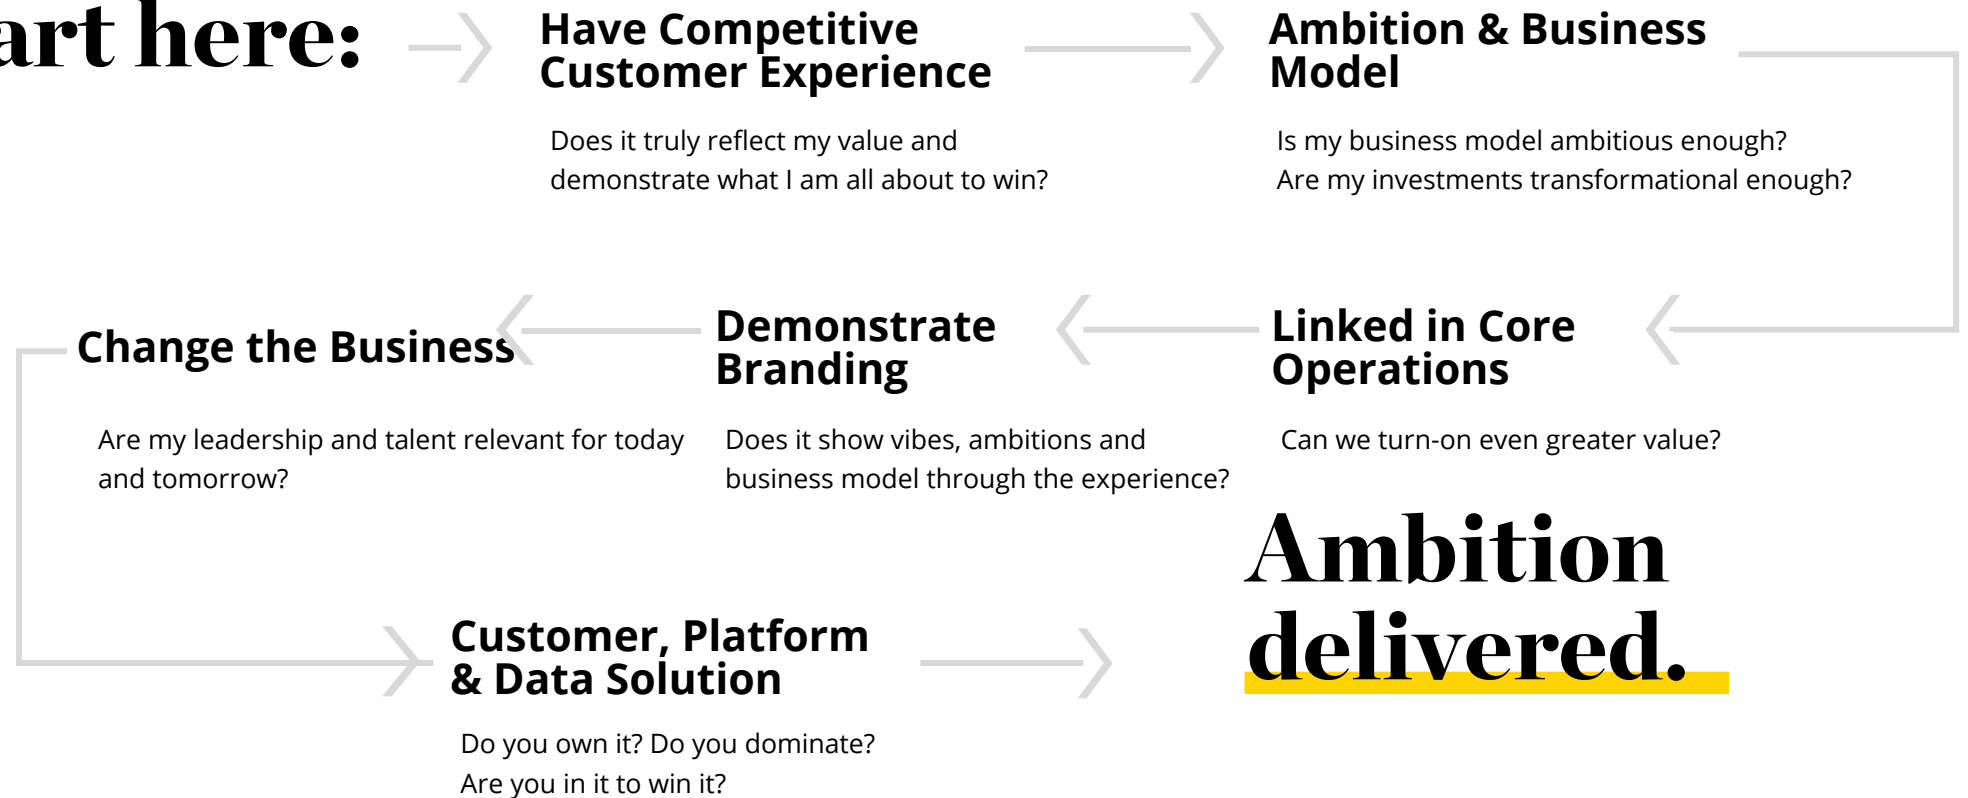 art here:
Have Competitive
Customer Experience
Does it truly reflect my value and
demonstrate what I am all about to win?
Ambition & Business
Model
Is my business model ambitious enough?
Are my investments transformational enough?
Linked in Core
Operations
Can we turn-on even greater value?
Demonstrate
Branding
Does it show vibes, ambitions and
business model through the experience?
Change the Business
Are my leadership and talent relevant for today
and tomorrow?
Customer, Platform
& Data Solution
Do you own it? Do you dominate?
Are you in it to win it?
Ambition
delivered.